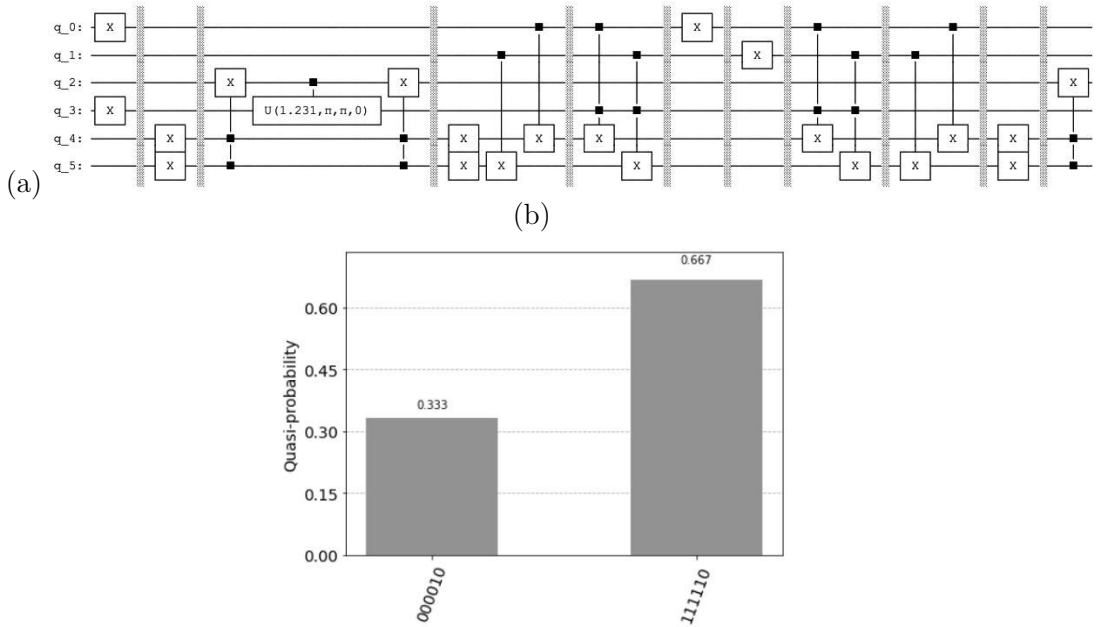 q_0: X X
q_1: X
q_2: X X X
q_3: X U(1.231,π,π,0)
q_4: X X X X X X X
q_5: X X X X X X X
(a)
(b)
0.667
0.60
0.45
0.333
0.30
0.15
0.00
Quasi-probability
000010
111110